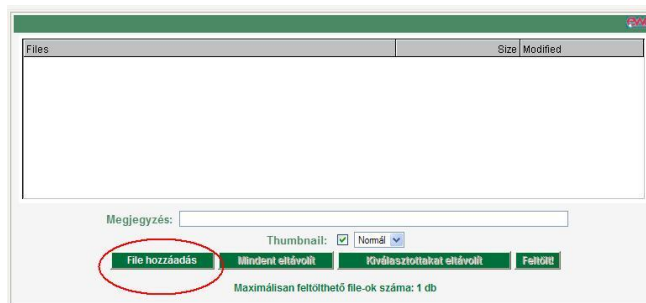 Files Size Modified
Megjegyzés:
Thumbnail: Normál
File hozzáadás Mindent eltávolít Kiválasztottakat eltávolít Feltölt!
Maximálisan feltölthető file-ok száma: 1 db